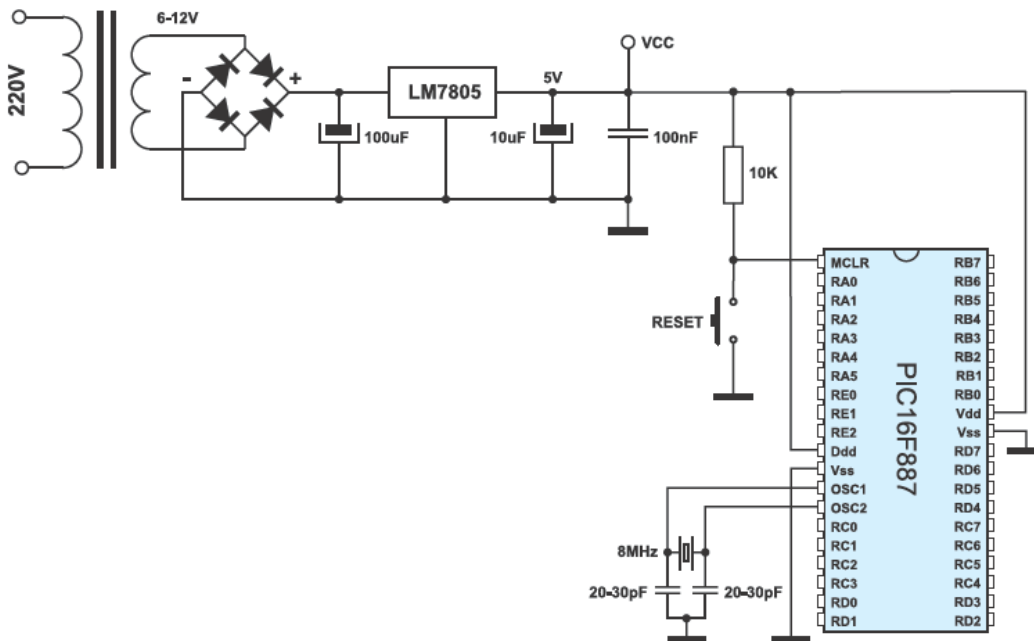 6-12V
220V
-
+
LM7805
5V
VCC
100uF
10uF
100nF
10K
RESET
8MHz
20-30pF
20-30pF
PIC16F887
MCLR
RA0
RA1
RA2
RA3
RA4
RA5
RE0
RE1
RE2
Ddd
Vss
OSC1
OSC2
RC0
RC1
RC2
RC3
RD0
RD1
RB7
RB6
RB5
RB4
RB3
RB2
RB1
RB0
Vdd
Vss
RD7
RD6
RD5
RD4
RC7
RC6
RC5
RC4
RD3
RD2